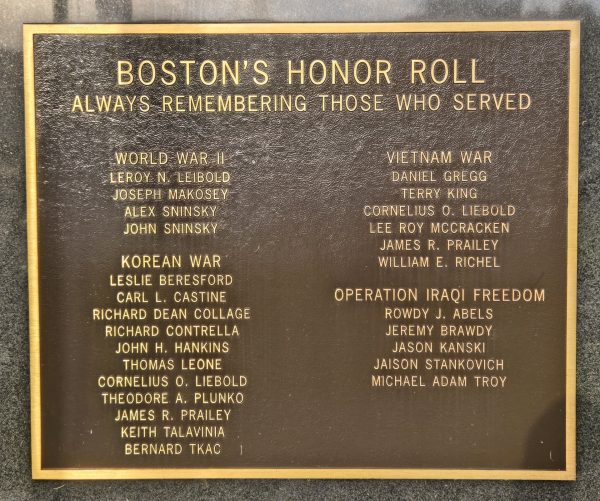 BOSTON'S HONOR ROLL
ALWAYS REMEMBERING THOSE WHO SERVED
WORLD WAR II
LEROY N. LEIBOLD
JOSEPH MAKOSEY
ALEX SNINSKY
JOHN SNINSKY
KOREAN WAR
LESLIE BERESFORD
CARL L. CASTINE
RICHARD DEAN COLLAGE
RICHARD CONTRELLA
JOHN H. HANKINS
THOMAS LEONE
CORNELIUS O. LIEBOLD
THEODORE A. PLUNKO
JAMES R. PRAILEY
KEITH TALAVINIA
BERNARD TKAC
VIETNAM WAR
DANIEL GREGG
TERRY KING
CORNELIUS O. LIEBOLD
LEE ROY MCCRACKEN
JAMES R. PRAILEY
WILLIAM E. RICHEL
OPERATION IRAQI FREEDOM
ROWDY J. ABELS
JEREMY BRAWDY
JASON KANSKI
JAISON STANKOVICH
MICHAEL ADAM TROY